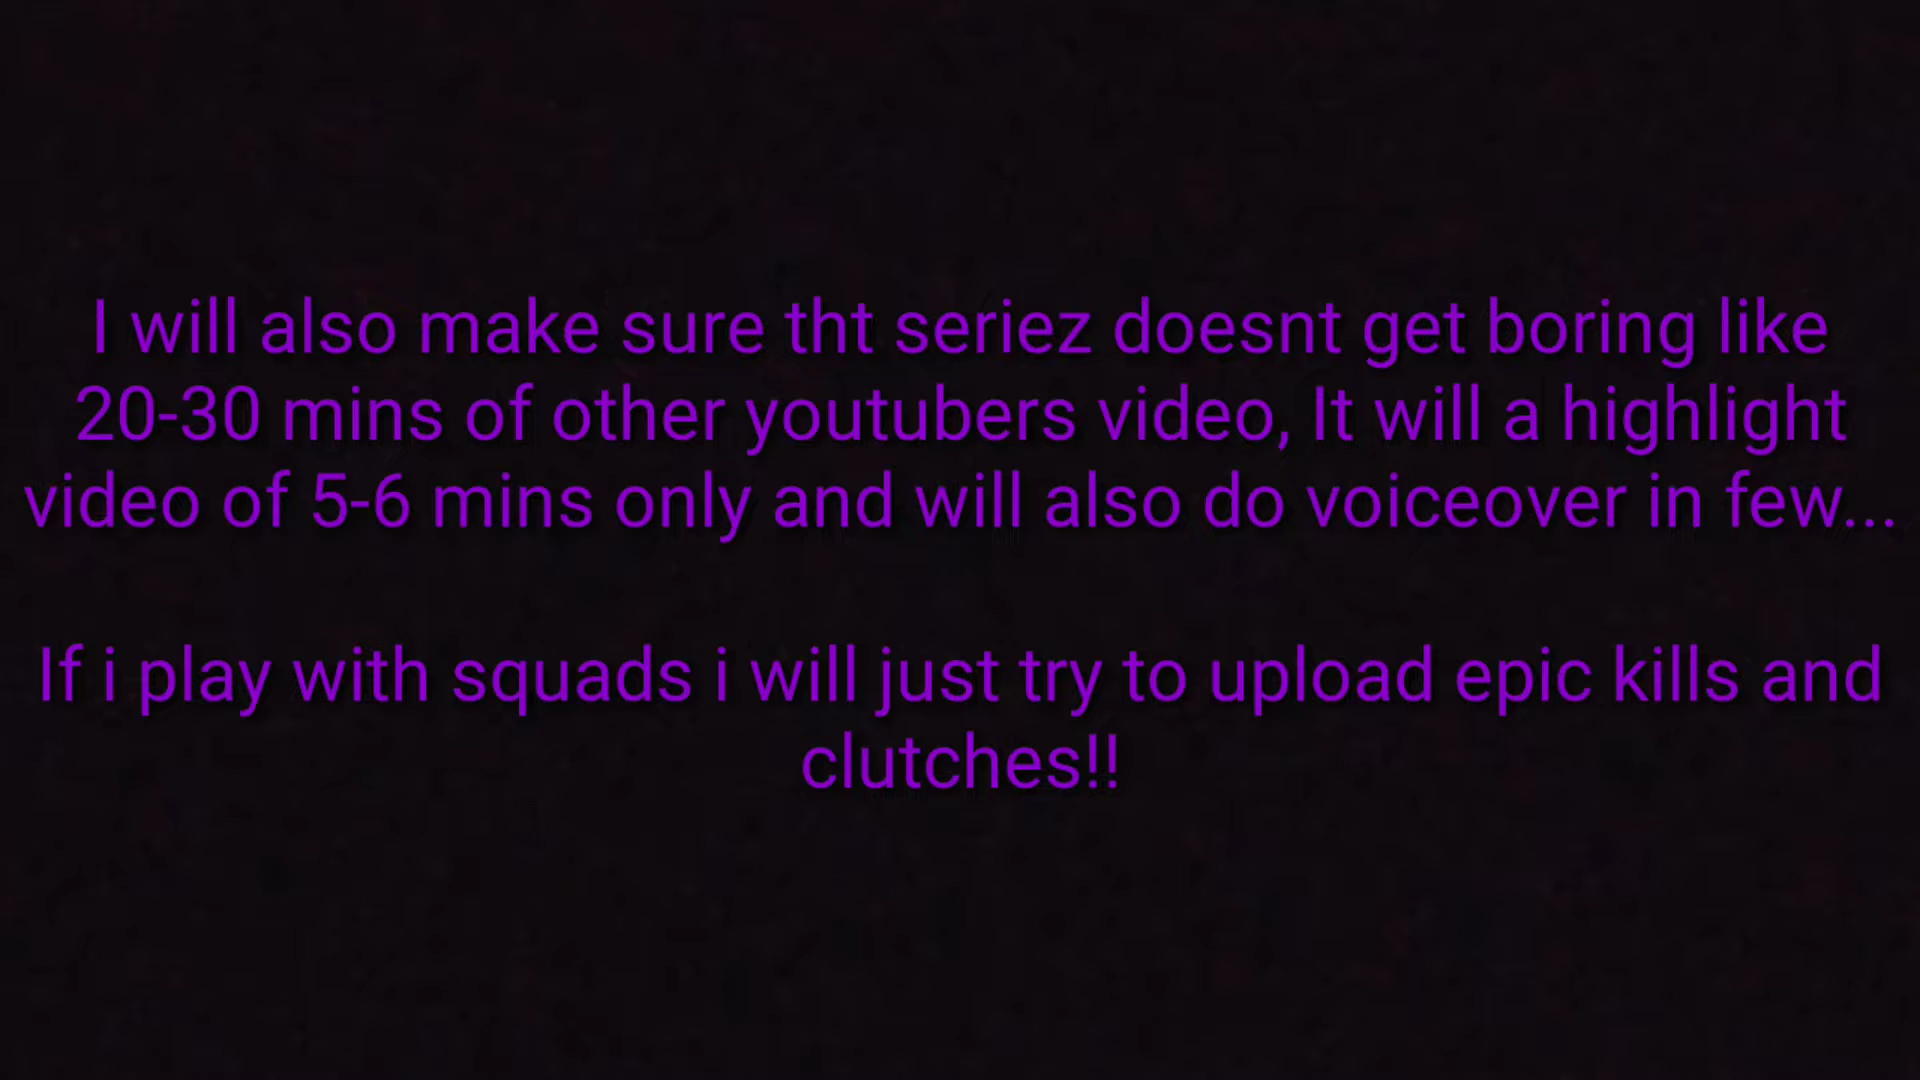 I will also make sure tht seriez doesnt get boring like
20-30 mins of other youtubers video, It will a highlight
video of 5-6 mins only and will also do voiceover in few...
If i play with squads i will just try to upload epic kills and
clutches!!